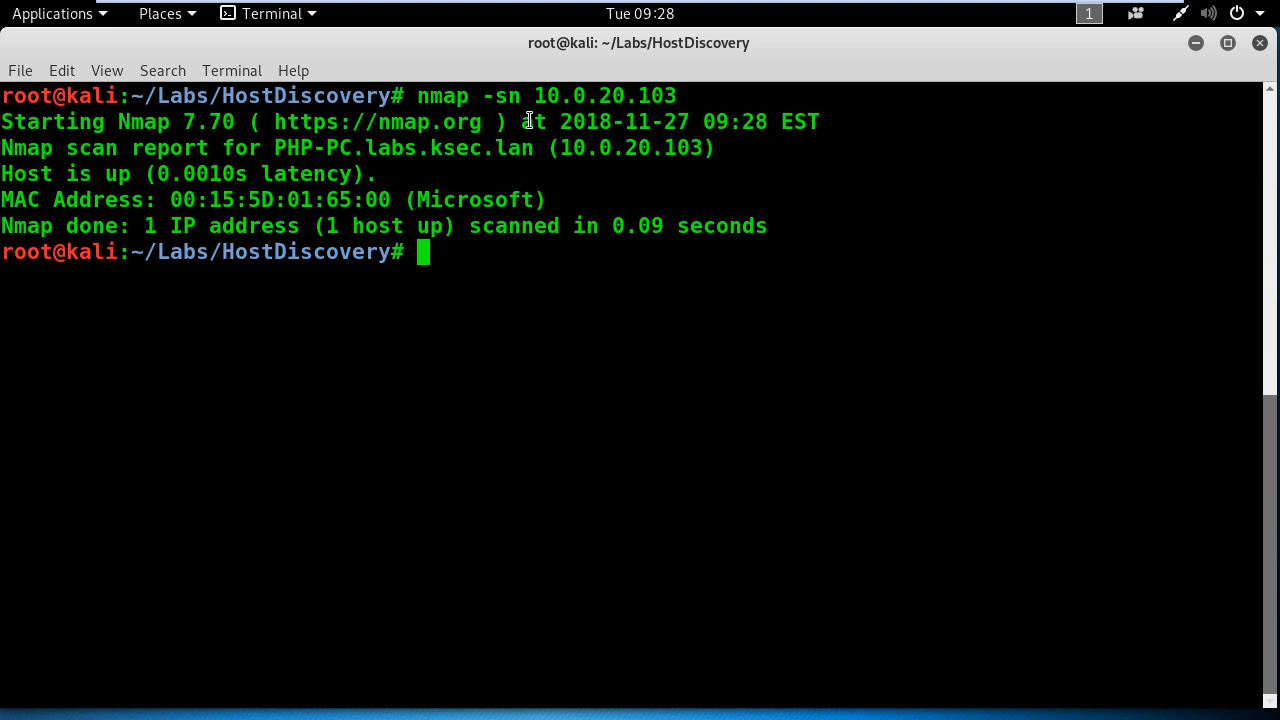 Applications Places Terminal Tue 09:28 1
root@kali: ~/Labs/HostDiscovery
File Edit View Search Terminal Help
root@kali:~/Labs/HostDiscovery# nmap -sn 10.0.20.103
Starting Nmap 7.70 ( https://nmap.org ) at 2018-11-27 09:28 EST
Nmap scan report for PHP-PC.labs.ksec.lan (10.0.20.103)
Host is up (0.0010s latency).
MAC Address: 00:15:5D:01:65:00 (Microsoft)
Nmap done: 1 IP address (1 host up) scanned in 0.09 seconds
root@kali:~/Labs/HostDiscovery#